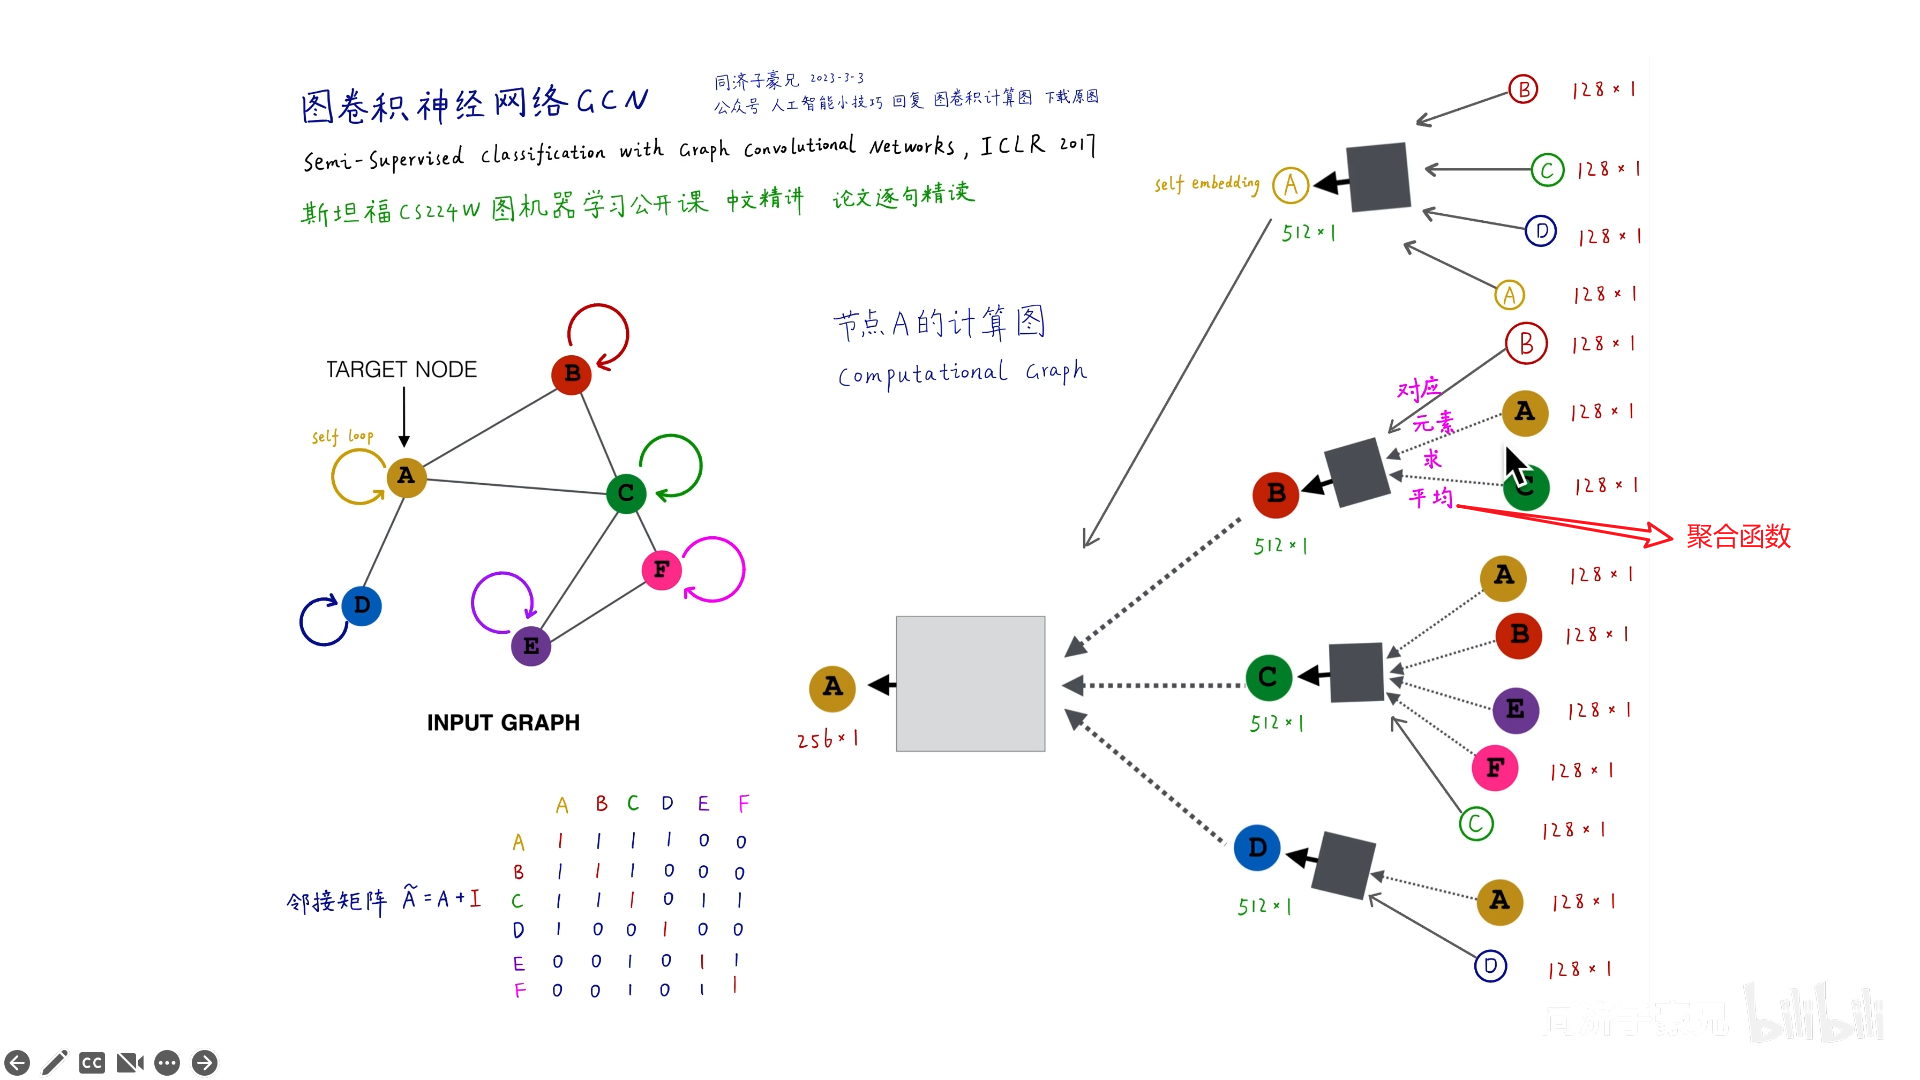 图卷积神经网络GCN
同济子豪兄 2023-3-3
公众号 人工智能小技巧 回复 图卷积计算图 下载原图
Semi-Supervised Classification with Graph Convolutional Networks, ICLR 2017
斯坦福CS224W图机器学习公开课 中文精讲 论文逐句精读
TARGET NODE
self loop
A
B
C
D
E
F
INPUT GRAPH
节点A的计算图
Computational Graph
A B C D E F
A 1 1 1 1 0 0
B 1 1 1 0 0 0
C 1 1 1 0 1 1
D 1 0 0 1 0 0
E 0 0 1 0 1 1
F 0 0 1 0 1 1
邻接矩阵 Ã=A+I
A
256×1
self embedding A
512×1
B 128×1
C 128×1
D 128×1
A 128×1
B
512×1
B 128×1
A 128×1
C 128×1
对应
元素
求
平均
聚合函数
C
512×1
A 128×1
B 128×1
E 128×1
F 128×1
C 128×1
D
512×1
A 128×1
D 128×1
同济子豪兄 bilibili
CC